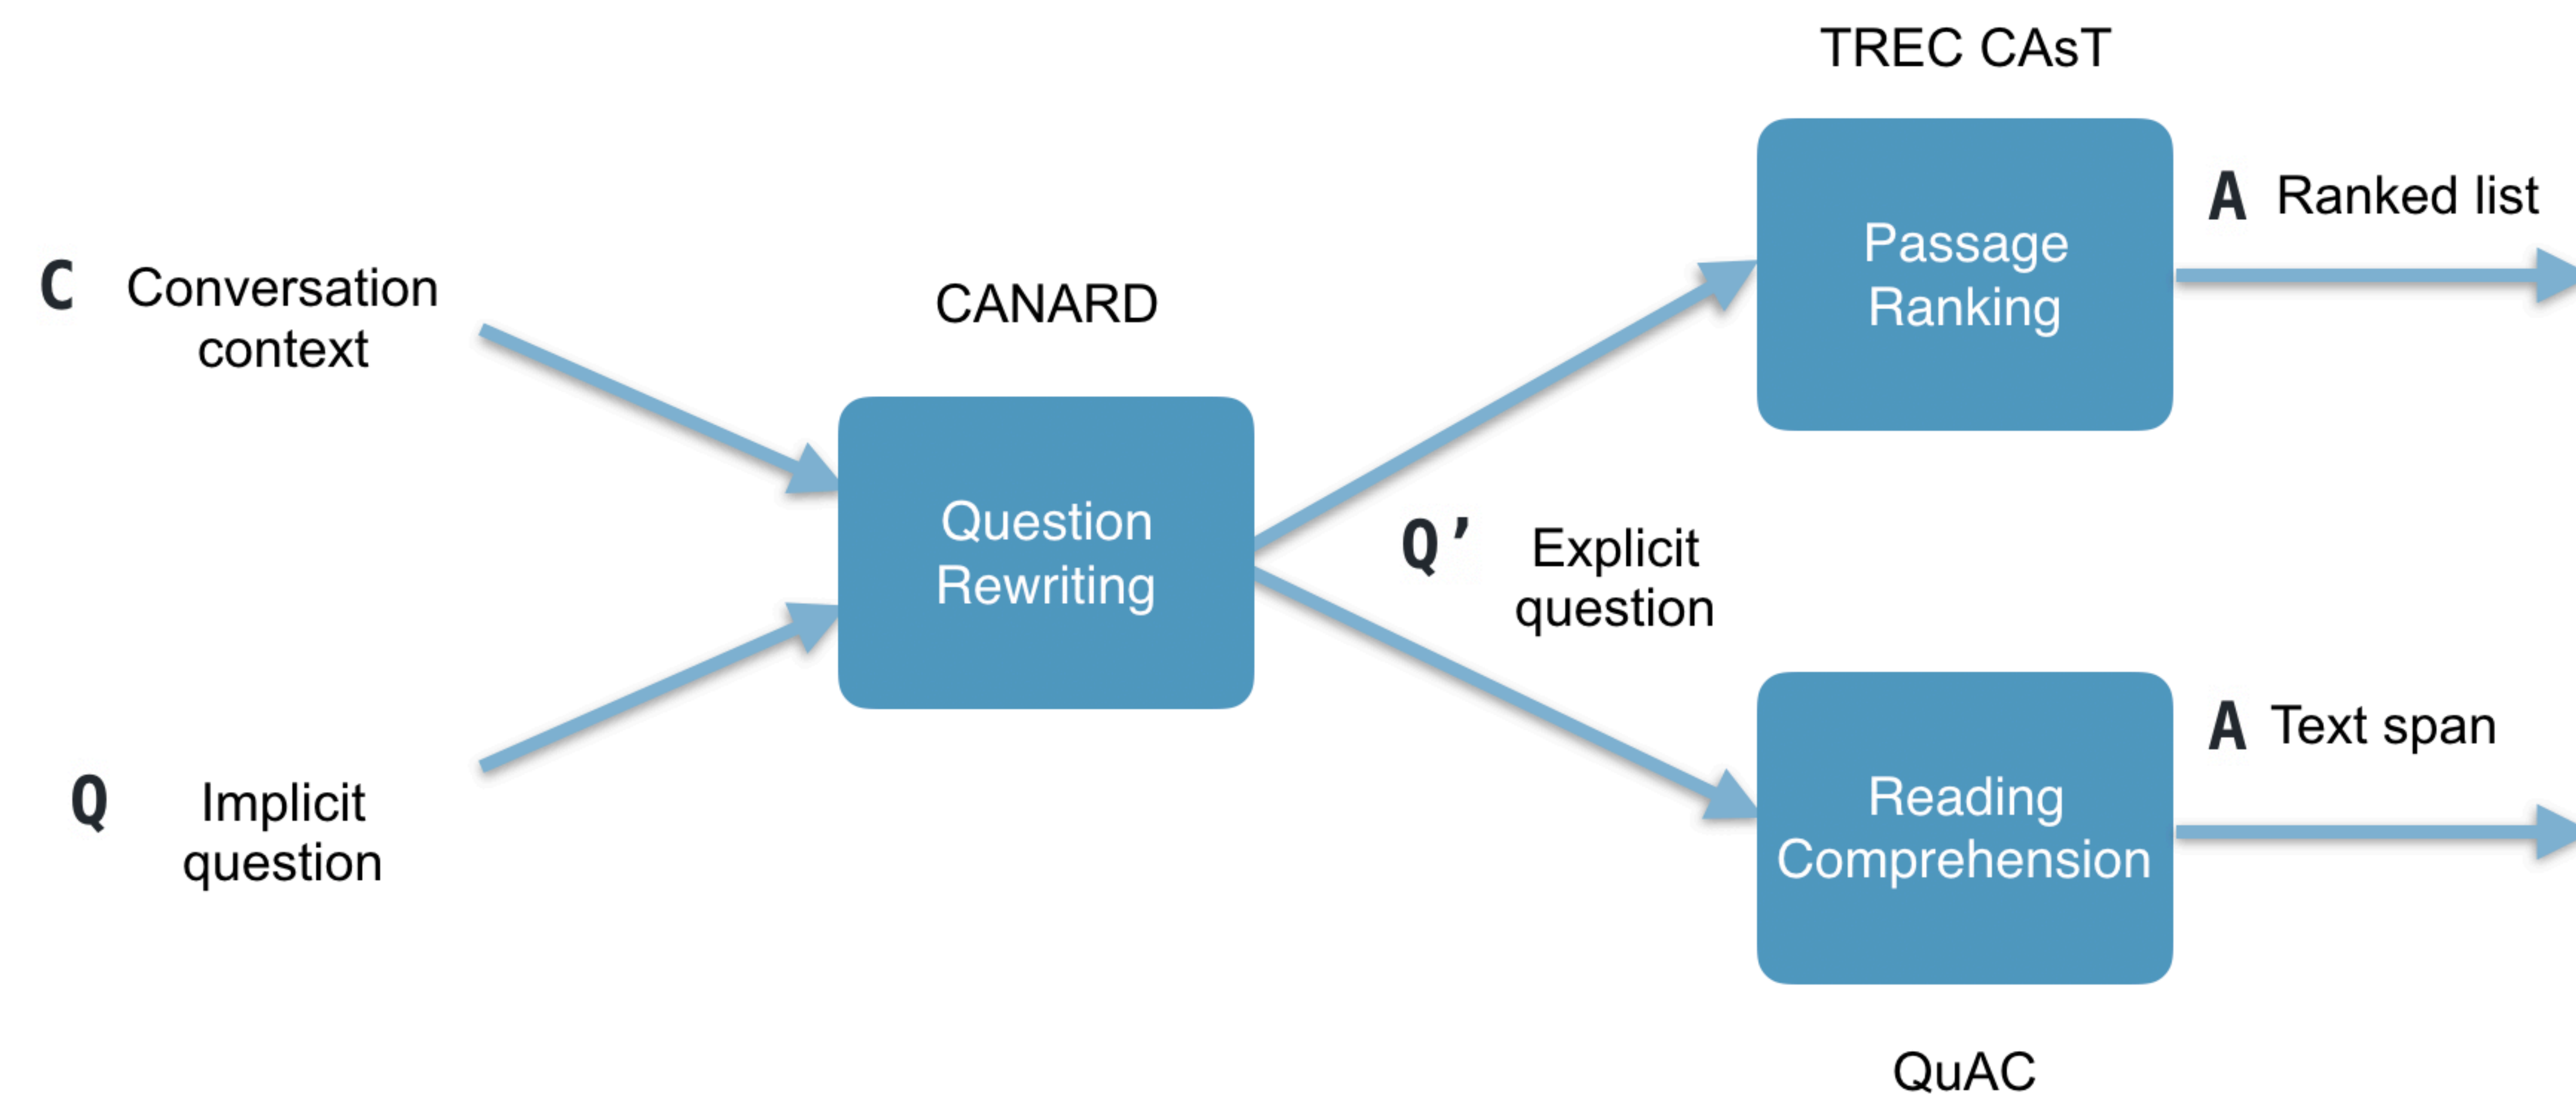 TREC CAsT
Passage
Ranking
A Ranked list
C Conversation
context
CANARD
Question
Rewriting
Q’ Explicit
question
Q Implicit
question
A Text span
Reading
Comprehension
QuAC